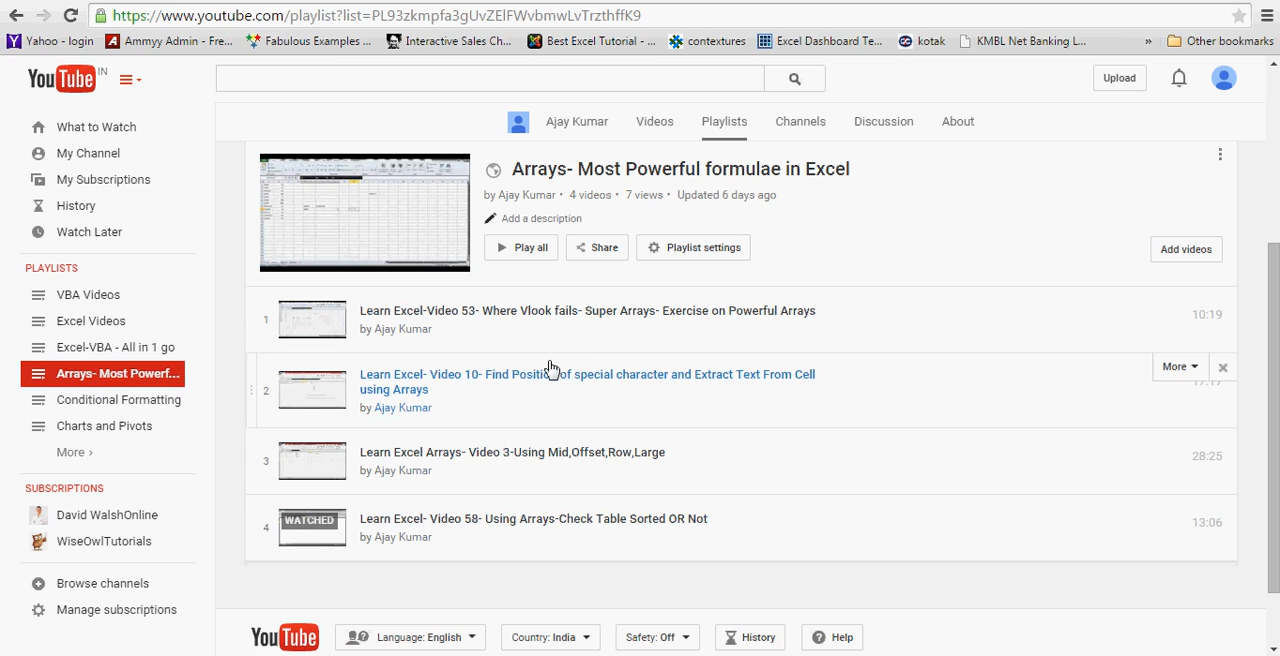 https://www.youtube.com/playlist?list=PL93zkmpfa3gUvZElFWvbmwLvTrzthffK9
Yahoo - login
Ammyy Admin - Fre...
Fabulous Examples ...
Interactive Sales Ch...
Best Excel Tutorial - ...
contextures
Excel Dashboard Te...
kotak
KMBL Net Banking L...
»
Other bookmarks
YouTube IN
Upload
What to Watch
My Channel
My Subscriptions
History
Watch Later
PLAYLISTS
VBA Videos
Excel Videos
Excel-VBA - All in 1 go
Arrays- Most Powerf...
Conditional Formatting
Charts and Pivots
More ›
SUBSCRIPTIONS
David WalshOnline
WiseOwlTutorials
Browse channels
Manage subscriptions
Ajay Kumar
Videos
Playlists
Channels
Discussion
About
Arrays- Most Powerful formulae in Excel
by Ajay Kumar • 4 videos • 7 views • Updated 6 days ago
Add a description
Play all
Share
Playlist settings
Add videos
1
Learn Excel-Video 53- Where Vlook fails- Super Arrays- Exercise on Powerful Arrays
by Ajay Kumar
10:19
2
Learn Excel- Video 10- Find Position of special character and Extract Text From Cell
using Arrays
by Ajay Kumar
More
3
Learn Excel Arrays- Video 3-Using Mid,Offset,Row,Large
by Ajay Kumar
28:25
4
WATCHED
Learn Excel- Video 58- Using Arrays-Check Table Sorted OR Not
by Ajay Kumar
13:06
YouTube
Language: English
Country: India
Safety: Off
History
Help